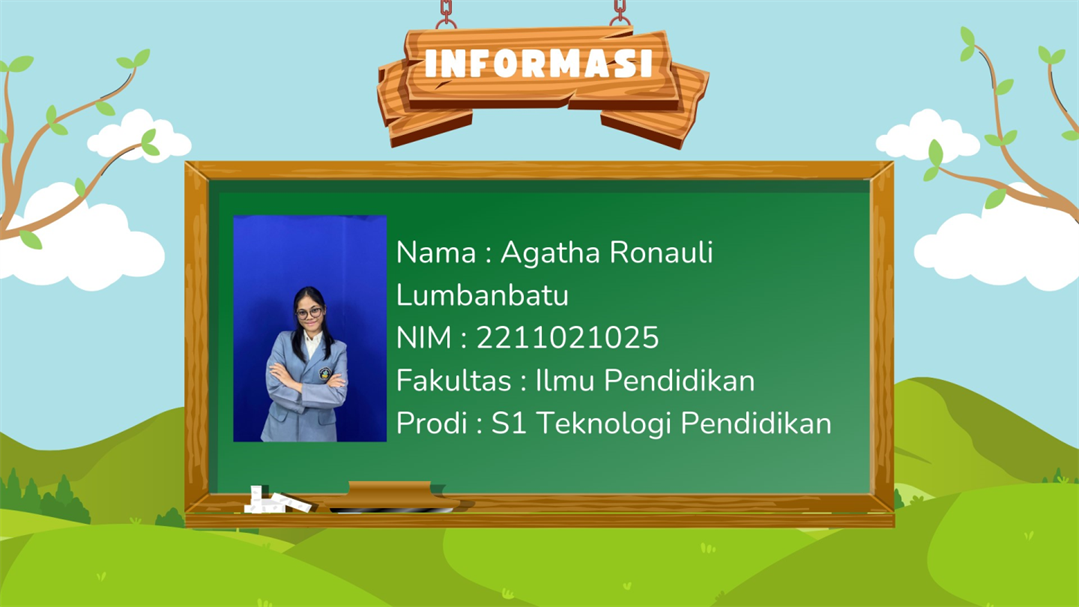 INFORMASI
Nama : Agatha Ronauli
Lumbanbatu
NIM : 2211021025
Fakultas : Ilmu Pendidikan
Prodi : S1 Teknologi Pendidikan